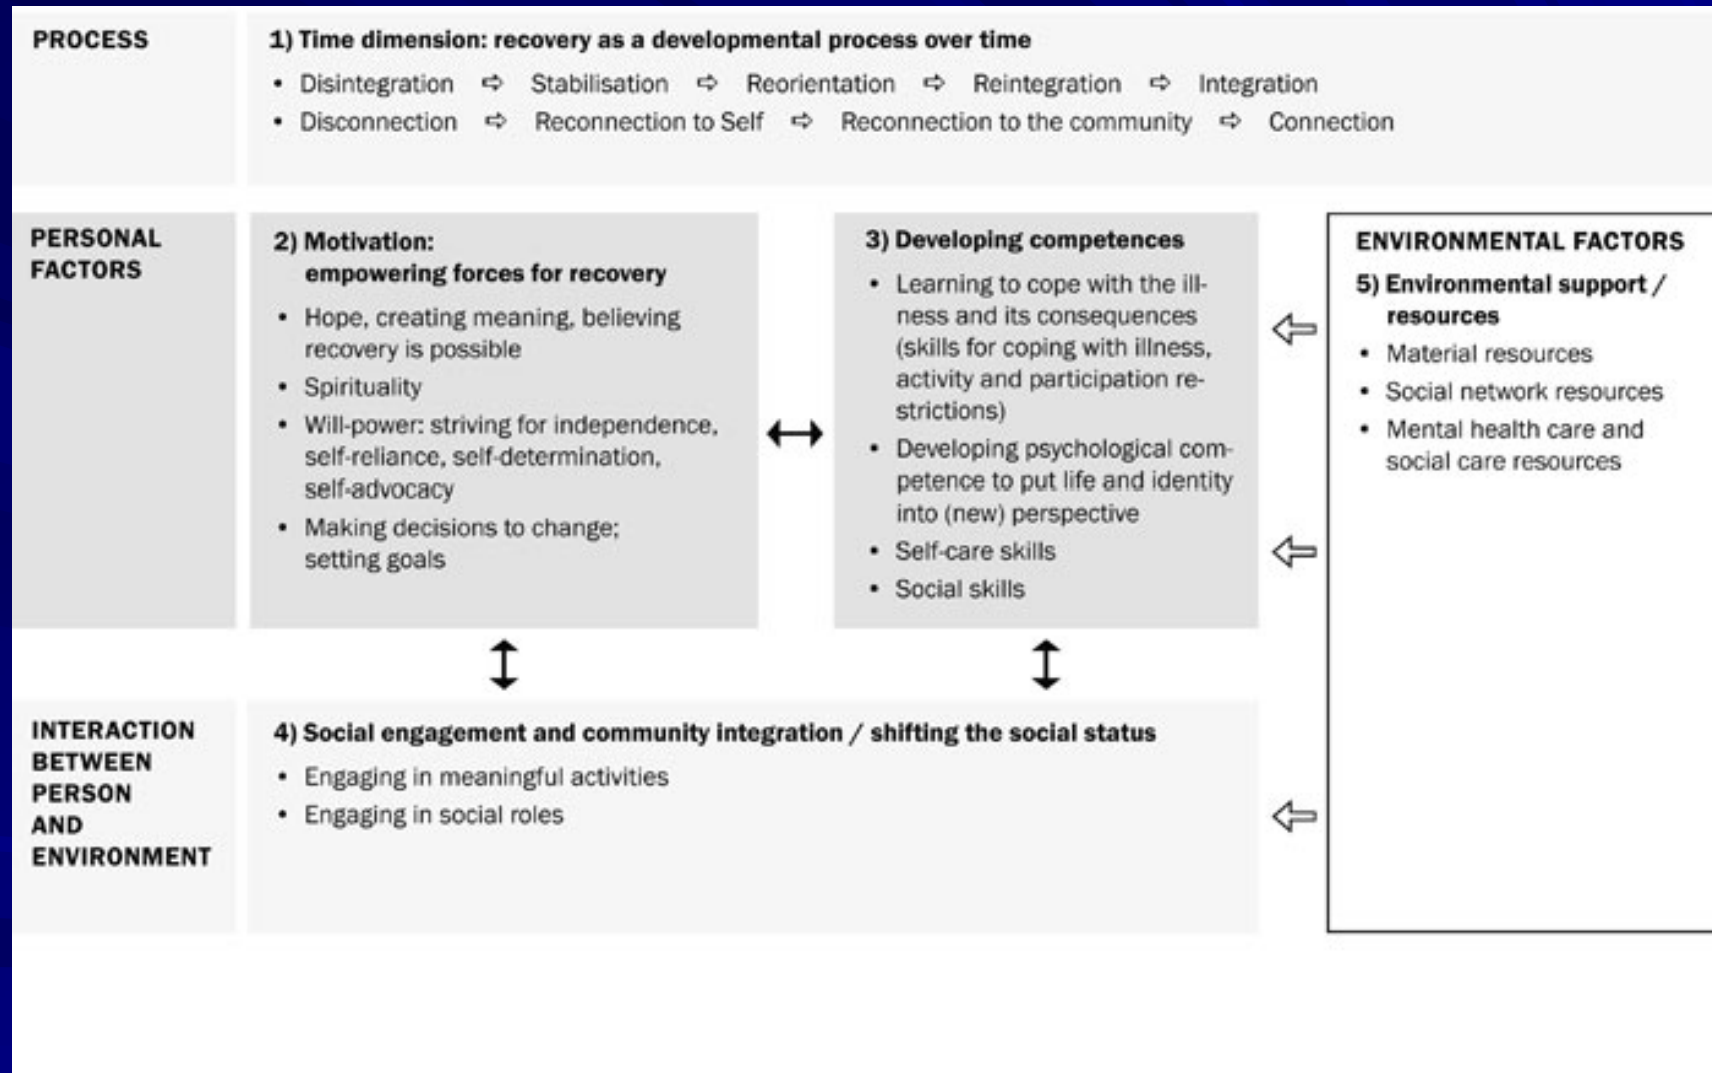 PROCESS
1) Time dimension: recovery as a developmental process over time
• Disintegration ⇨ Stabilisation ⇨ Reorientation ⇨ Reintegration ⇨ Integration
• Disconnection ⇨ Reconnection to Self ⇨ Reconnection to the community ⇨ Connection
PERSONAL
FACTORS
2) Motivation:
empowering forces for recovery
• Hope, creating meaning, believing
recovery is possible
• Spirituality
• Will-power: striving for independence,
self-reliance, self-determination,
self-advocacy
• Making decisions to change;
setting goals
3) Developing competences
• Learning to cope with the ill-
ness and its consequences
(skills for coping with illness,
activity and participation re-
strictions)
• Developing psychological com-
petence to put life and identity
into (new) perspective
• Self-care skills
• Social skills
ENVIRONMENTAL FACTORS
5) Environmental support /
resources
• Material resources
• Social network resources
• Mental health care and
social care resources
INTERACTION
BETWEEN
PERSON
AND
ENVIRONMENT
4) Social engagement and community integration / shifting the social status
• Engaging in meaningful activities
• Engaging in social roles